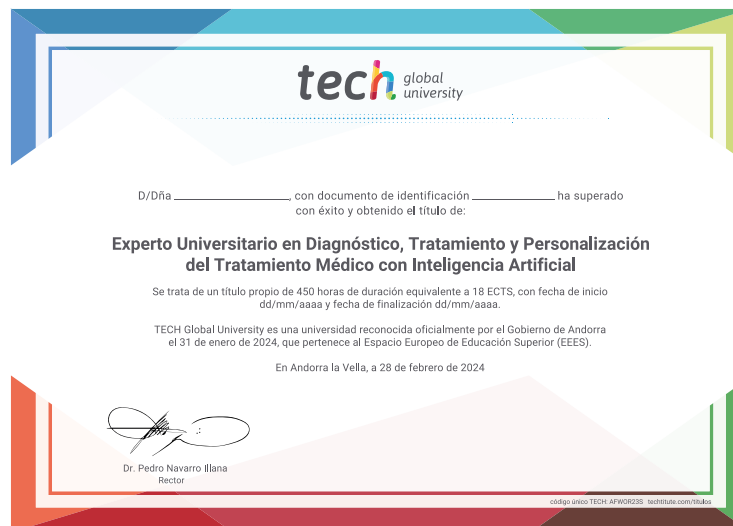 tech global
university
D/Dña ______________, con documento de identificación ______________ ha superado
con éxito y obtenido el título de:
Experto Universitario en Diagnóstico, Tratamiento y Personalización
del Tratamiento Médico con Inteligencia Artificial
Se trata de un título propio de 450 horas de duración equivalente a 18 ECTS, con fecha de inicio
dd/mm/aaaa y fecha de finalización dd/mm/aaaa.
TECH Global University es una universidad reconocida oficialmente por el Gobierno de Andorra
el 31 de enero de 2024, que pertenece al Espacio Europeo de Educación Superior (EEES).
En Andorra la Vella, a 28 de febrero de 2024
Dr. Pedro Navarro Illana
Rector
código único TECH: AFWOR23S techtitute.com/titulos